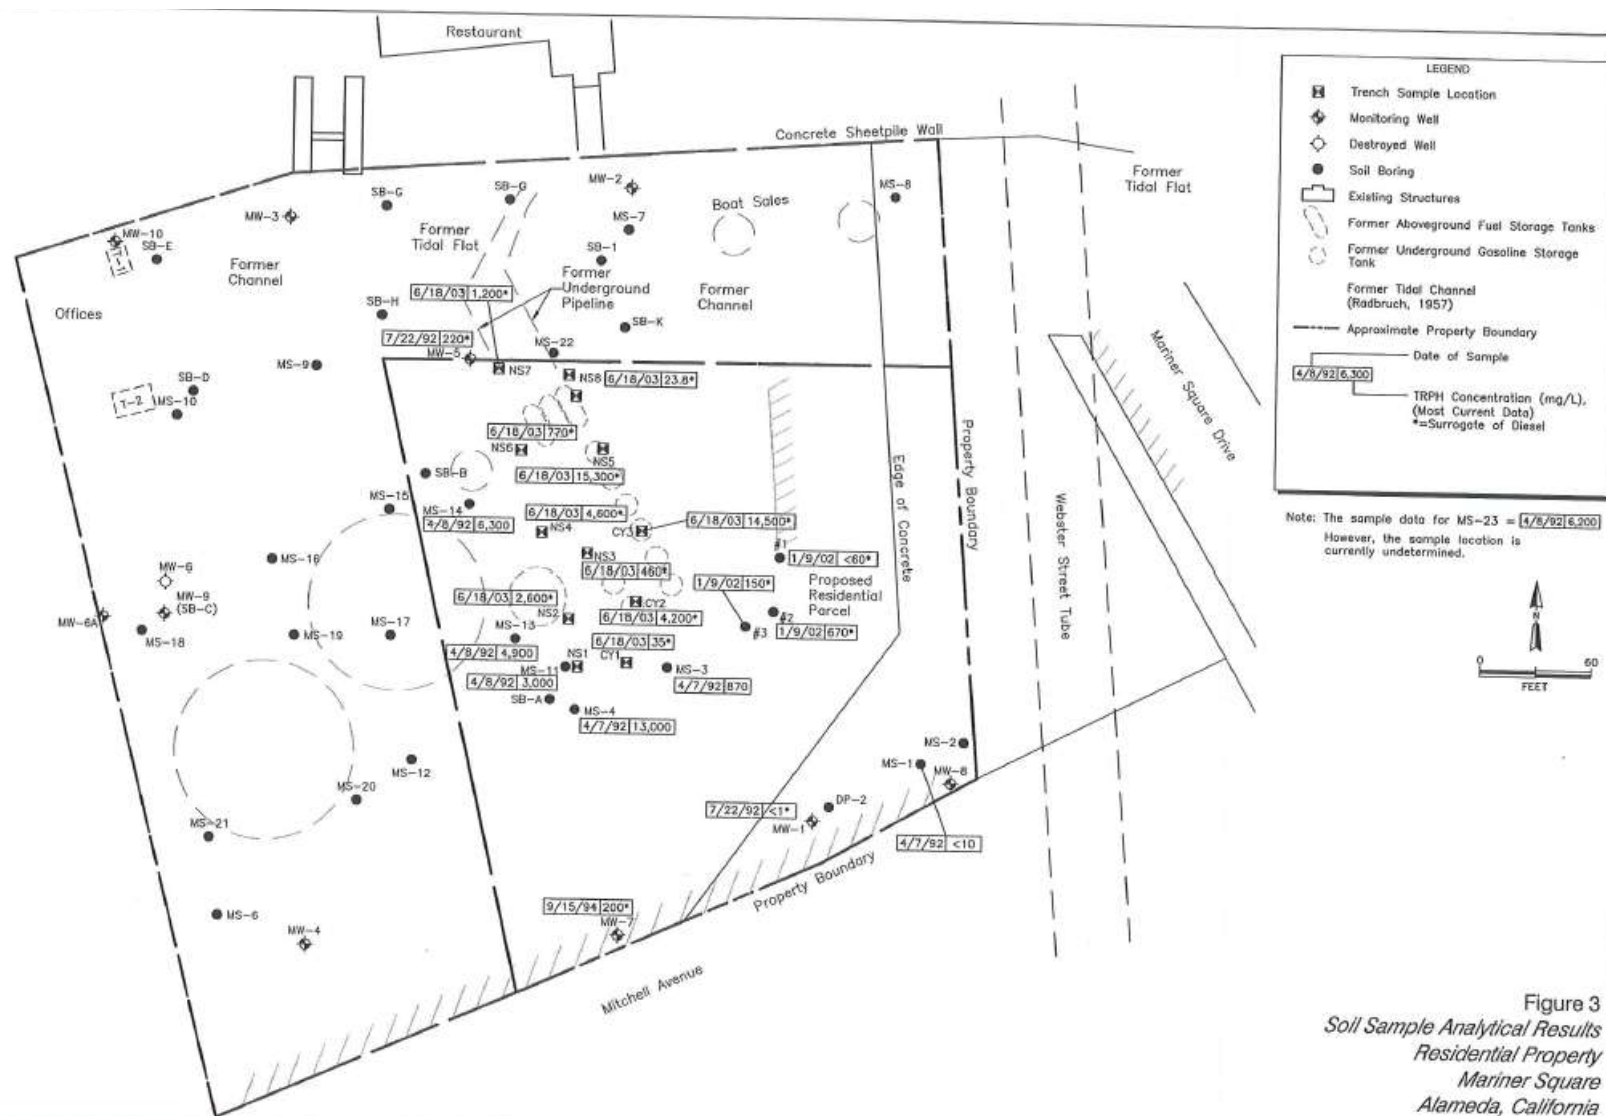 Restaurant
Concrete Sheetpile Wall
Former
Tidal Flat
MW-2
MS-8
SB-G
SB-G
MW-3
MS-7
Boat Sales
Former
Tidal Flat
MW-10
SB-E
T-1
SB-1
Former
Channel
Former
Underground
Pipeline
Former
Channel
Offices
6/18/03 1,200*
SB-H
SB-K
7/22/92 220*
MW-5
MS-22
MS-9
NS7
NS8
6/18/03 23.8*
SB-D
T-2
MS-10
6/18/03 770*
NS6
NS5
6/18/03 15,300*
SB-B
MS-15
MS-14
4/8/92 6,300
6/18/03 4,600*
NS4
CY3
6/18/03 14,500*
#1
1/9/02 <60*
MS-16
NS3
6/18/03 460*
MW-6
MW-9
(SB-C)
MW-6A
MS-18
MS-19
MS-17
6/18/03 2,600*
NS2
CY2
6/18/03 4,200*
1/9/02 150*
Proposed
Residential
Parcel
#2
#3
1/9/02 670*
MS-13
4/8/92 4,900
6/18/03 35*
NS1
CY1
MS-11
4/8/92 3,000
MS-3
4/7/92 870
SB-A
MS-4
4/7/92 13,000
MS-12
MS-20
MS-21
MS-6
MW-4
MS-2
MS-1
MW-8
7/22/92 <1*
DP-2
MW-1
4/7/92 <10
9/15/94 200*
MW-7
Property Boundary
Mitchell Avenue
Edge of Concrete
Property Boundary
Webster Street Tube
Mariner Square Drive
LEGEND
Trench Sample Location
Monitoring Well
Destroyed Well
Soil Boring
Existing Structures
Former Aboveground Fuel Storage Tanks
Former Underground Gasoline Storage
Tank
Former Tidal Channel
(Radbruch, 1957)
Approximate Property Boundary
Date of Sample
4/8/92 6,300
TRPH Concentration (mg/L),
(Most Current Data)
*=Surrogate of Diesel
Note: The sample data for MS-23 = 4/8/92 6,200
However, the sample location is
currently undetermined.
N
0 60
FEET
Figure 3
Soil Sample Analytical Results
Residential Property
Mariner Square
Alameda, California